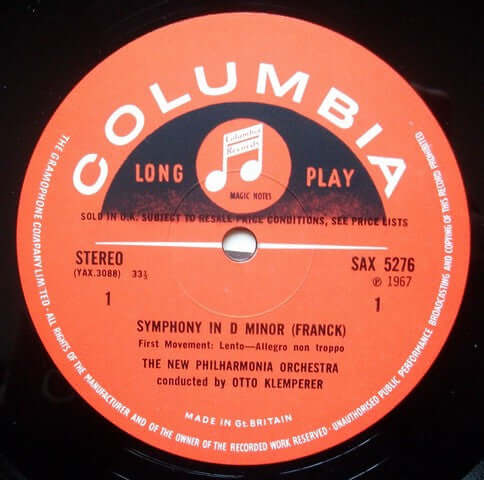 COLUMBIA
Columbia
Records
LONG PLAY
MAGIC NOTES
SOLD IN U.K. SUBJECT TO RESALE PRICE CONDITIONS, SEE PRICE LISTS
STEREO SAX 5276
(YAX.3088) 33⅓ ℗ 1967
1 1
SYMPHONY IN D MINOR (FRANCK)
First Movement: Lento—Allegro non troppo
THE NEW PHILHARMONIA ORCHESTRA
conducted by OTTO KLEMPERER
MADE IN Gt. BRITAIN
THE GRAMOPHONE COMPANY LIMITED - ALL RIGHTS OF THE MANUFACTURER AND OF THE OWNER OF THE RECORDED WORK RESERVED - UNAUTHORISED PUBLIC PERFORMANCE BROADCASTING AND COPYING OF THIS RECORD PROHIBITED